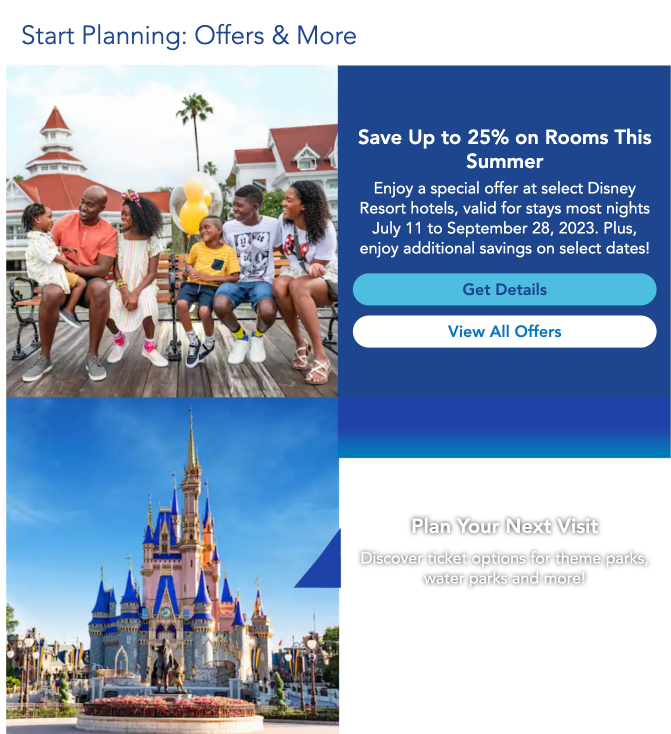 Start Planning: Offers & More
Save Up to 25% on Rooms This
Summer
Enjoy a special offer at select Disney
Resort hotels, valid for stays most nights
July 11 to September 28, 2023. Plus,
enjoy additional savings on select dates!
Get Details
View All Offers
Plan Your Next Visit
Discover ticket options for theme parks,
water parks and more!